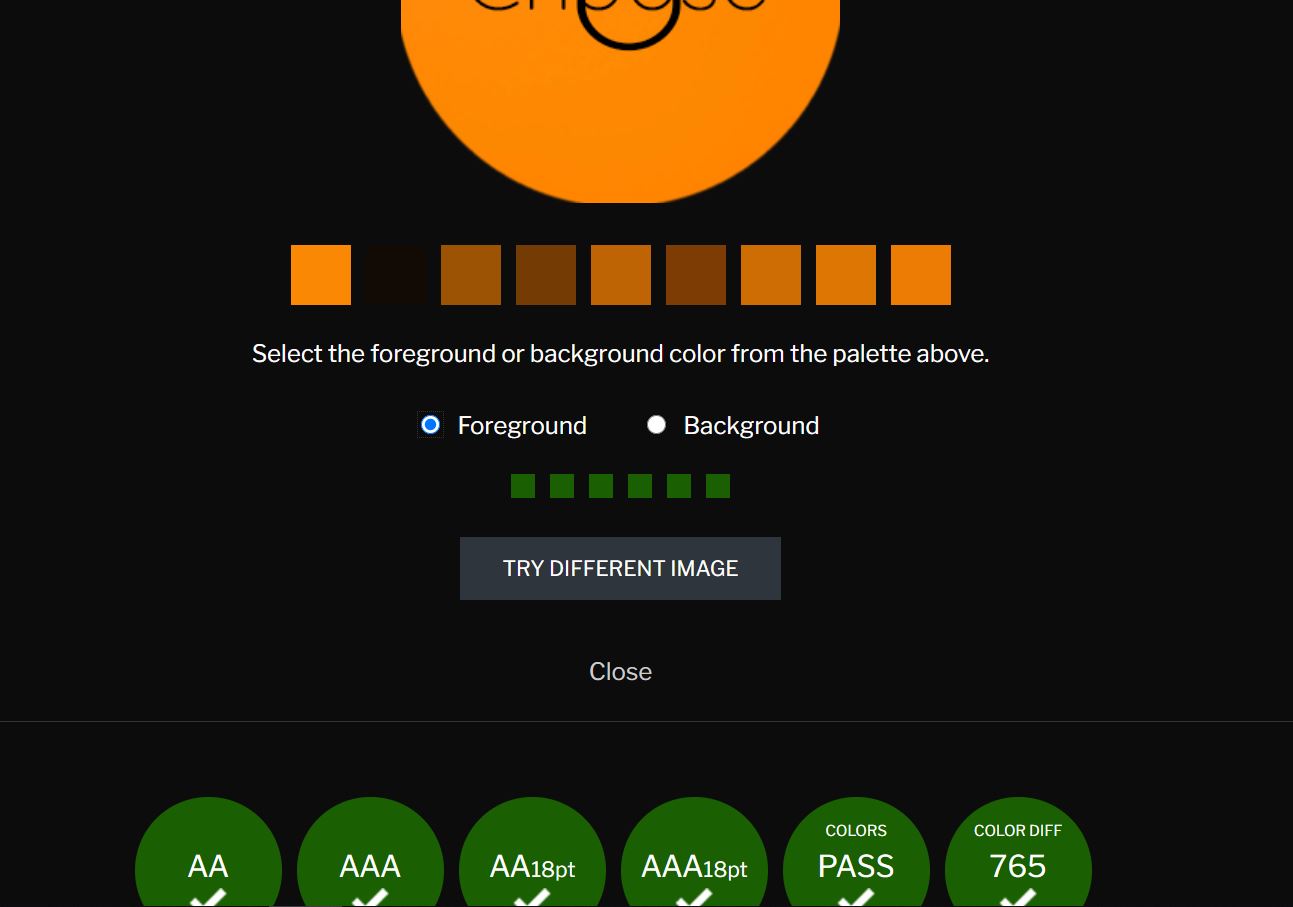 Select the foreground or background color from the palette above.
Foreground
Background
TRY DIFFERENT IMAGE
Close
AA
AAA
AA18pt
AAA18pt
COLORS
PASS
COLOR DIFF
765